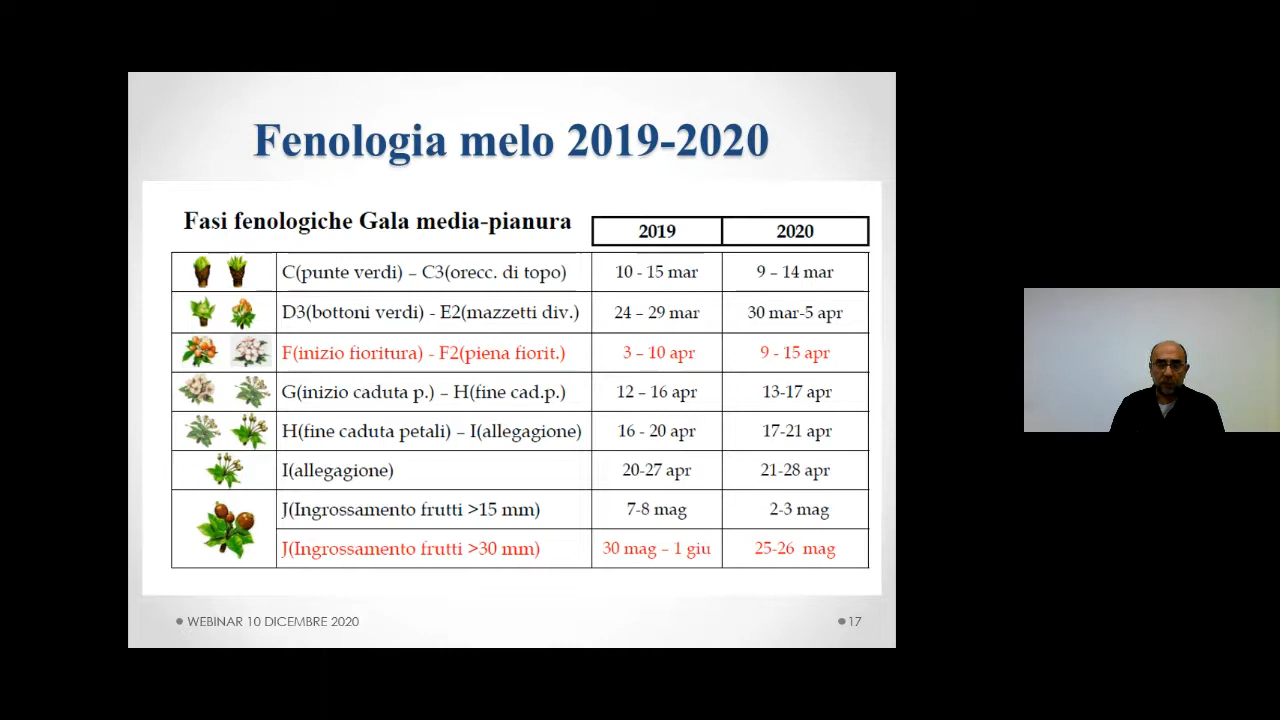 Fenologia melo 2019-2020
Fasi fenologiche Gala media-pianura
2019 2020
C(punte verdi) – C3(orecc. di topo) 10 - 15 mar 9 – 14 mar
D3(bottoni verdi) - E2(mazzetti div.) 24 – 29 mar 30 mar-5 apr
F(inizio fioritura) - F2(piena fiorit.) 3 – 10 apr 9 - 15 apr
G(inizio caduta p.) – H(fine cad.p.) 12 – 16 apr 13-17 apr
H(fine caduta petali) – I(allegagione) 16 - 20 apr 17-21 apr
I(allegagione) 20-27 apr 21-28 apr
J(Ingrossamento frutti >15 mm) 7-8 mag 2-3 mag
J(Ingrossamento frutti >30 mm) 30 mag – 1 giu 25-26 mag
WEBINAR 10 DICEMBRE 2020 17